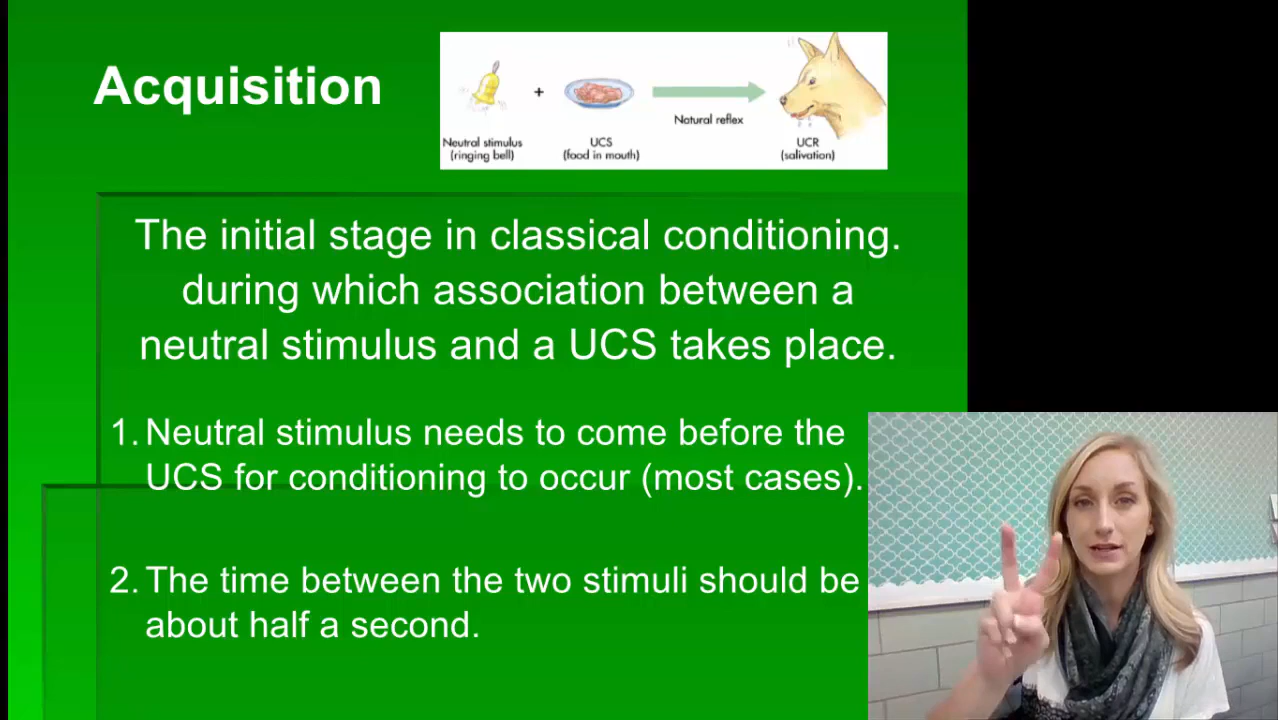 Acquisition
+
Natural reflex
Neutral stimulus
(ringing bell)
UCS
(food in mouth)
UCR
(salivation)
The initial stage in classical conditioning.
during which association between a
neutral stimulus and a UCS takes place.
1. Neutral stimulus needs to come before the
UCS for conditioning to occur (most cases).
2. The time between the two stimuli should be
about half a second.